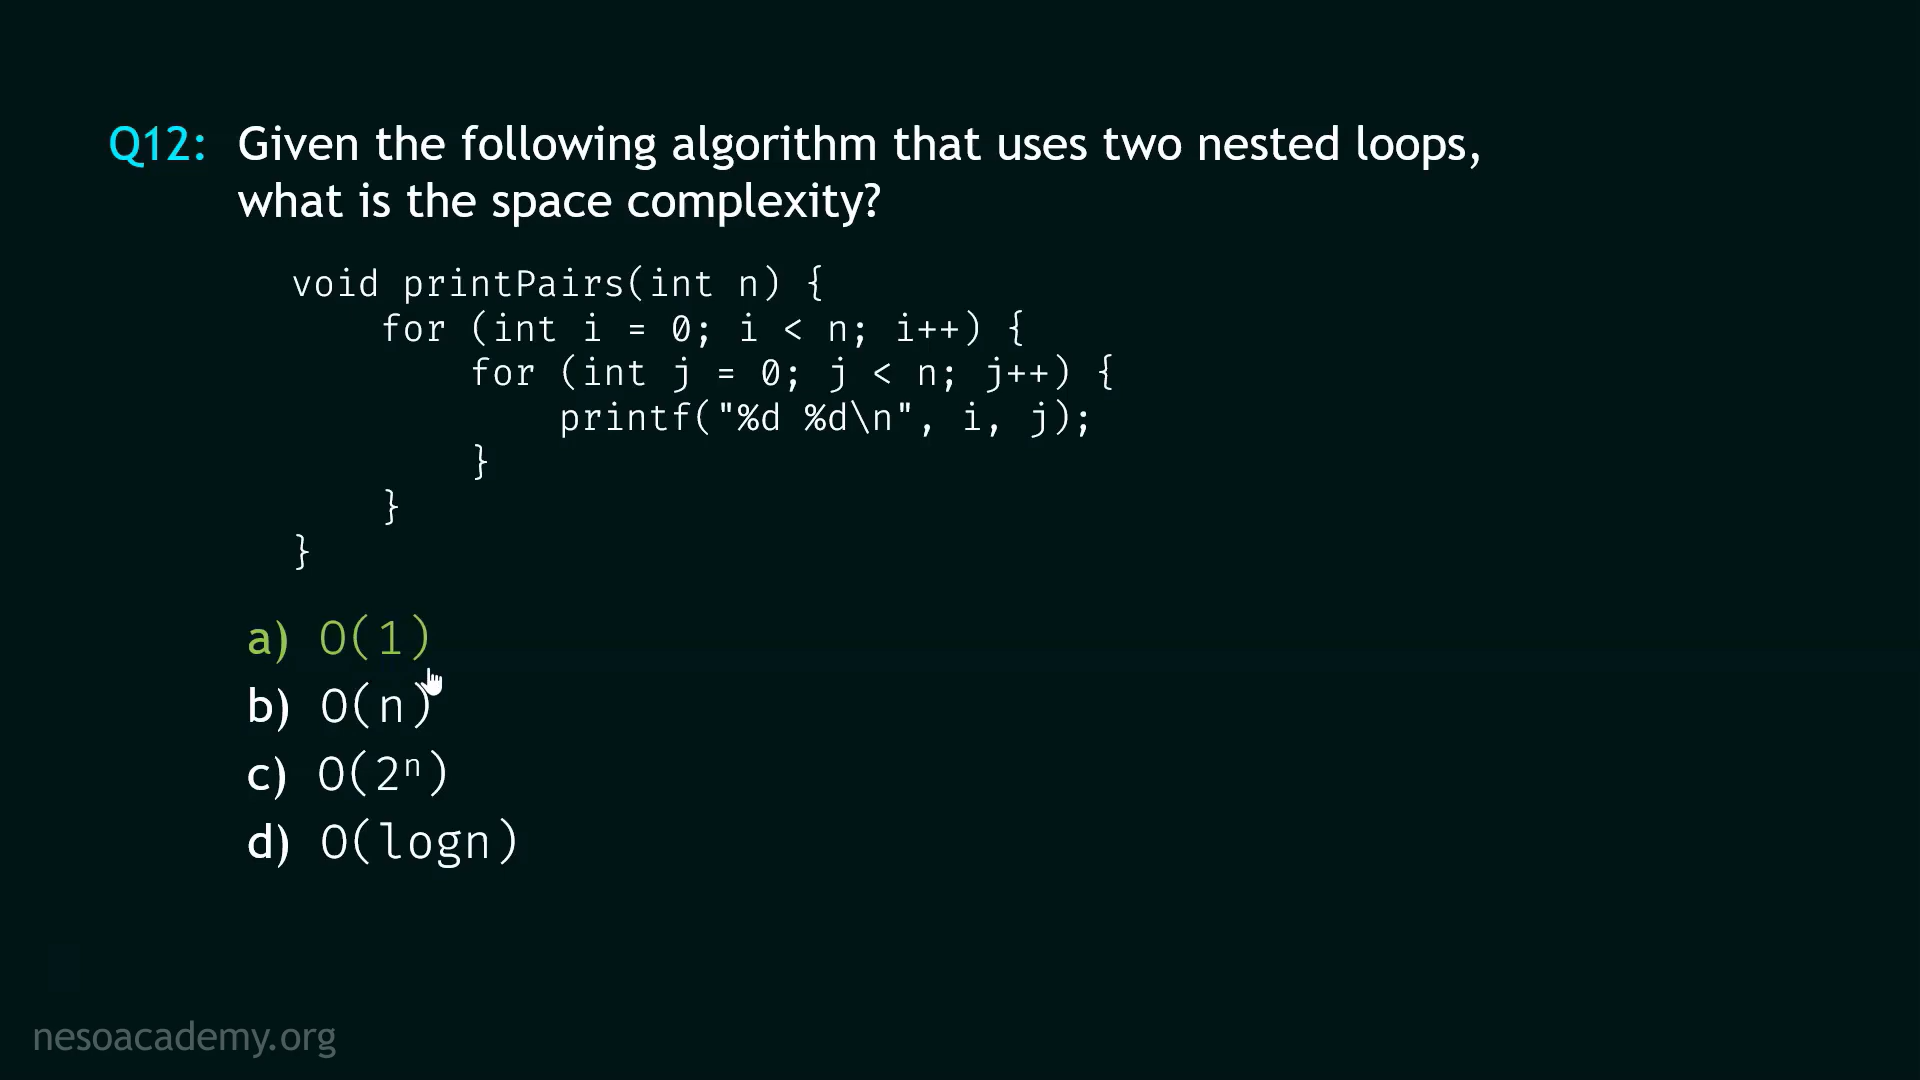 Q12: Given the following algorithm that uses two nested loops,
what is the space complexity?
void printPairs(int n) {
for (int i = 0; i < n; i++) {
for (int j = 0; j < n; j++) {
printf("%d %d\n", i, j);
}
}
}
a) O(1)
b) O(n)
c) O(2ⁿ)
d) O(logn)
nesoacademy.org